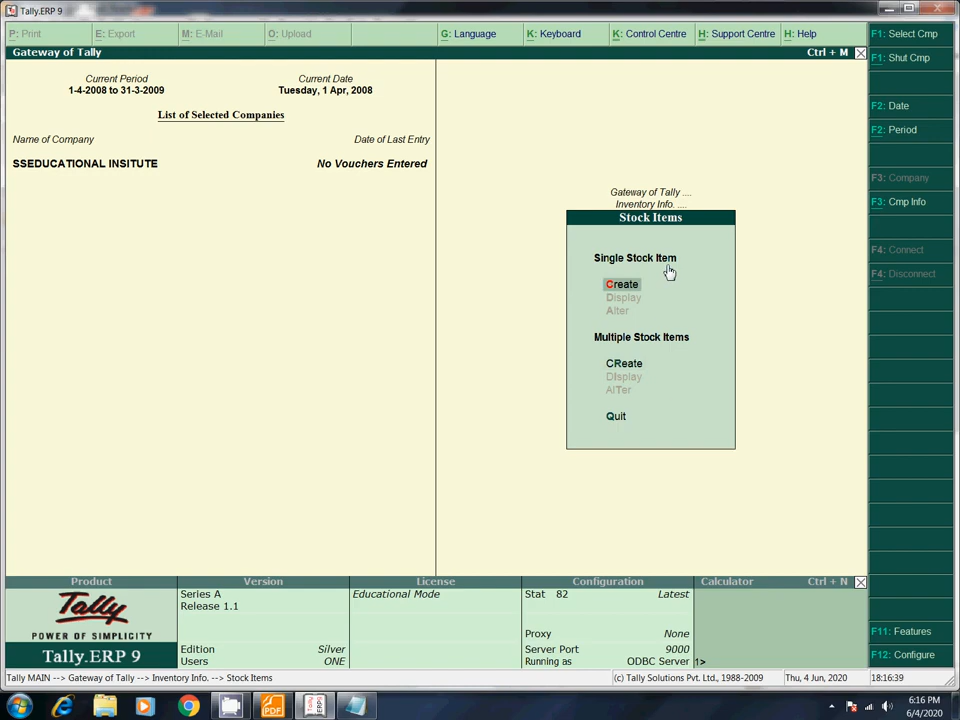 Tally.ERP 9
P: Print
E: Export
M: E-Mail
O: Upload
G: Language
K: Keyboard
K: Control Centre
H: Support Centre
H: Help
Gateway of Tally
Ctrl + M
Current Period
1-4-2008 to 31-3-2009
Current Date
Tuesday, 1 Apr, 2008
List of Selected Companies
Name of Company
Date of Last Entry
SSEDUCATIONAL INSITUTE
No Vouchers Entered
Gateway of Tally ....
Inventory Info. ....
Stock Items
Single Stock Item
Create
Display
Alter
Multiple Stock Items
CReate
DIsplay
AlTer
Quit
F1: Select Cmp
F1: Shut Cmp
F2: Date
F2: Period
F3: Company
F3: Cmp Info
F4: Connect
F4: Disconnect
F11: Features
F12: Configure
Product
Tally
POWER OF SIMPLICITY
Tally.ERP 9
Version
Series A
Release 1.1
Edition Silver
Users ONE
License
Educational Mode
Configuration
Stat 82 Latest
Proxy None
Server Port 9000
Running as ODBC Server
Calculator
Ctrl + N
1>
Tally MAIN --> Gateway of Tally --> Inventory Info. --> Stock Items
(c) Tally Solutions Pvt. Ltd., 1988-2009
Thu, 4 Jun, 2020
18:16:39
PDF
6:16 PM
6/4/2020